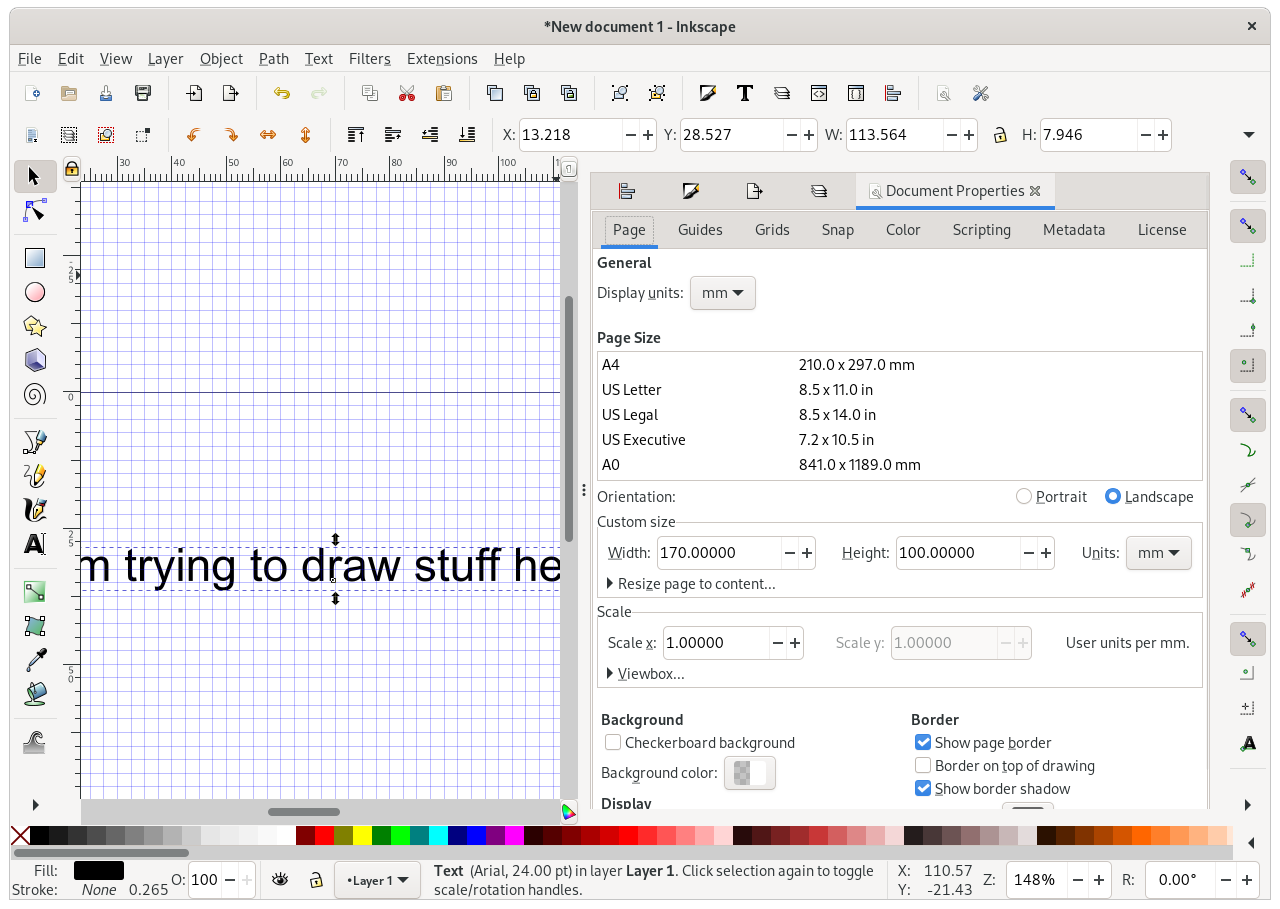 *New document 1 - Inkscape
File Edit View Layer Object Path Text Filters Extensions Help
X: 13.218 Y: 28.527 W: 113.564 H: 7.946
30 40 50 60 70 80 90 100
Document Properties
Page Guides Grids Snap Color Scripting Metadata License
General
Display units: mm
Page Size
A4 210.0 x 297.0 mm
US Letter 8.5 x 11.0 in
US Legal 8.5 x 14.0 in
US Executive 7.2 x 10.5 in
A0 841.0 x 1189.0 mm
Orientation: Portrait Landscape
Custom size
Width: 170.00000 Height: 100.00000 Units: mm
Resize page to content...
Scale
Scale x: 1.00000 Scale y: 1.00000 User units per mm.
Viewbox...
Background Border
Checkerboard background Show page border
Border on top of drawing
Background color:
Show border shadow
Display
-25
0
25
50
m trying to draw stuff he
Fill:
Stroke: None 0.265
O: 100
•Layer 1
Text (Arial, 24.00 pt) in layer Layer 1. Click selection again to toggle
scale/rotation handles.
X: 110.57
Y: -21.43
Z: 148%
R: 0.00°